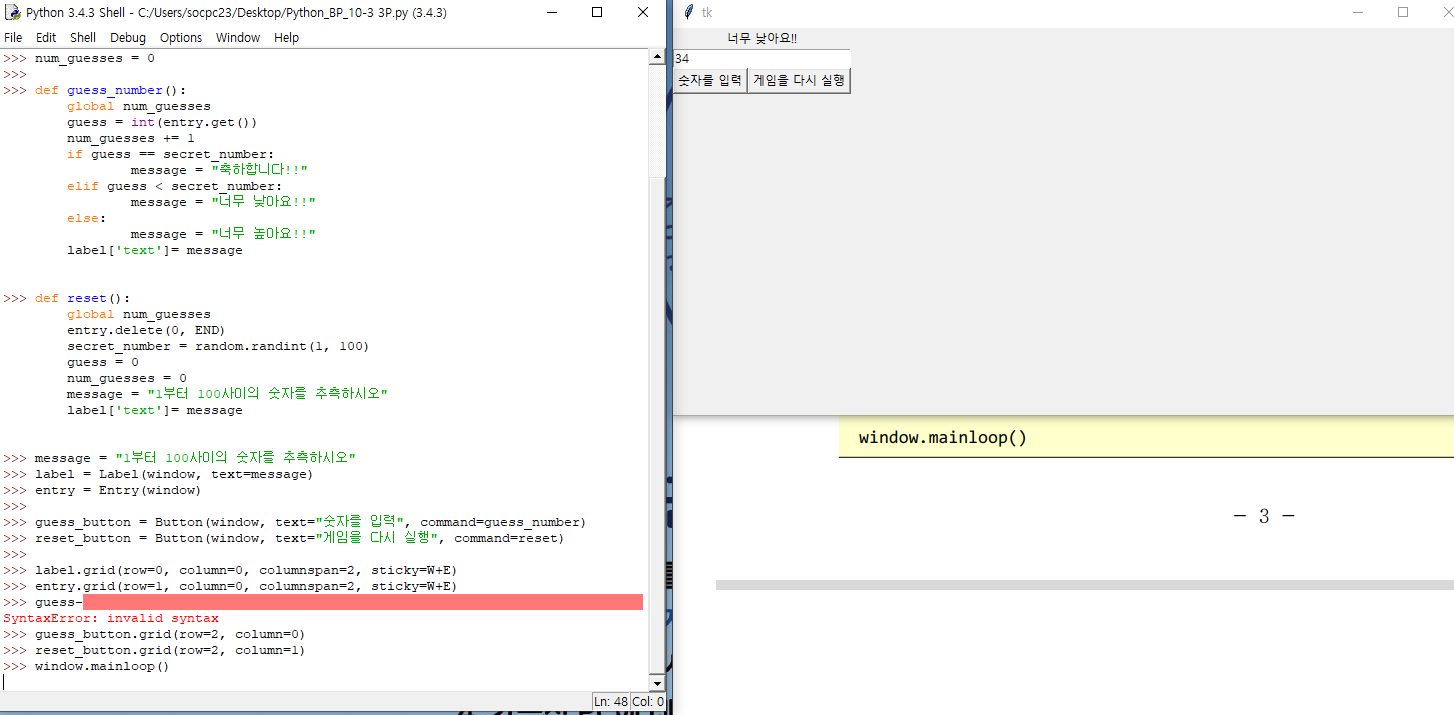 Python 3.4.3 Shell - C:/Users/socpc23/Desktop/Python_BP_10-3 3P.py (3.4.3)
File Edit Shell Debug Options Window Help
>>> num_guesses = 0
>>>
>>> def guess_number():
global num_guesses
guess = int(entry.get())
num_guesses += 1
if guess == secret_number:
message = "축하합니다!!"
elif guess < secret_number:
message = "너무 낮아요!!"
else:
message = "너무 높아요!!"
label['text']= message
>>> def reset():
global num_guesses
entry.delete(0, END)
secret_number = random.randint(1, 100)
guess = 0
num_guesses = 0
message = "1부터 100사이의 숫자를 추측하시오"
label['text']= message
>>> message = "1부터 100사이의 숫자를 추측하시오"
>>> label = Label(window, text=message)
>>> entry = Entry(window)
>>>
>>> guess_button = Button(window, text="숫자를 입력", command=guess_number)
>>> reset_button = Button(window, text="게임을 다시 실행", command=reset)
>>>
>>> label.grid(row=0, column=0, columnspan=2, sticky=W+E)
>>> entry.grid(row=1, column=0, columnspan=2, sticky=W+E)
>>> guess-
SyntaxError: invalid syntax
>>> guess_button.grid(row=2, column=0)
>>> reset_button.grid(row=2, column=1)
>>> window.mainloop()
Ln: 48 Col: 0
tk
너무 낮아요!!
34
숫자를 입력 게임을 다시 실행
window.mainloop()
- 3 -